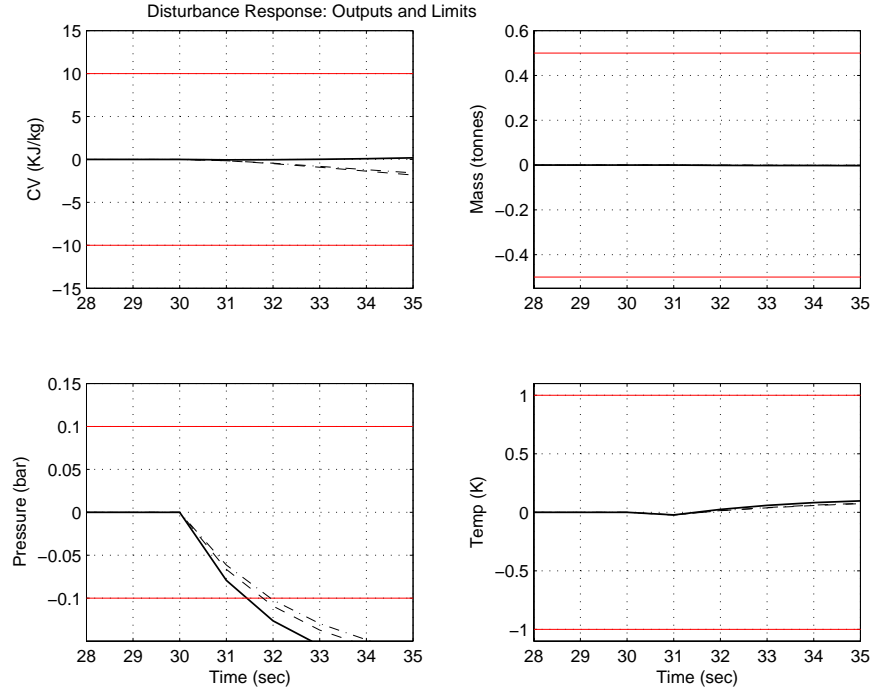 Disturbance Response: Outputs and Limits
15
10
5
0
−5
−10
−15
CV (KJ/kg)
28 29 30 31 32 33 34 35
0.6
0.4
0.2
0
−0.2
−0.4
Mass (tonnes)
28 29 30 31 32 33 34 35
0.15
0.1
0.05
0
−0.05
−0.1
Pressure (bar)
28 29 30 31 32 33 34 35
Time (sec)
1
0.5
0
−0.5
−1
Temp (K)
28 29 30 31 32 33 34 35
Time (sec)